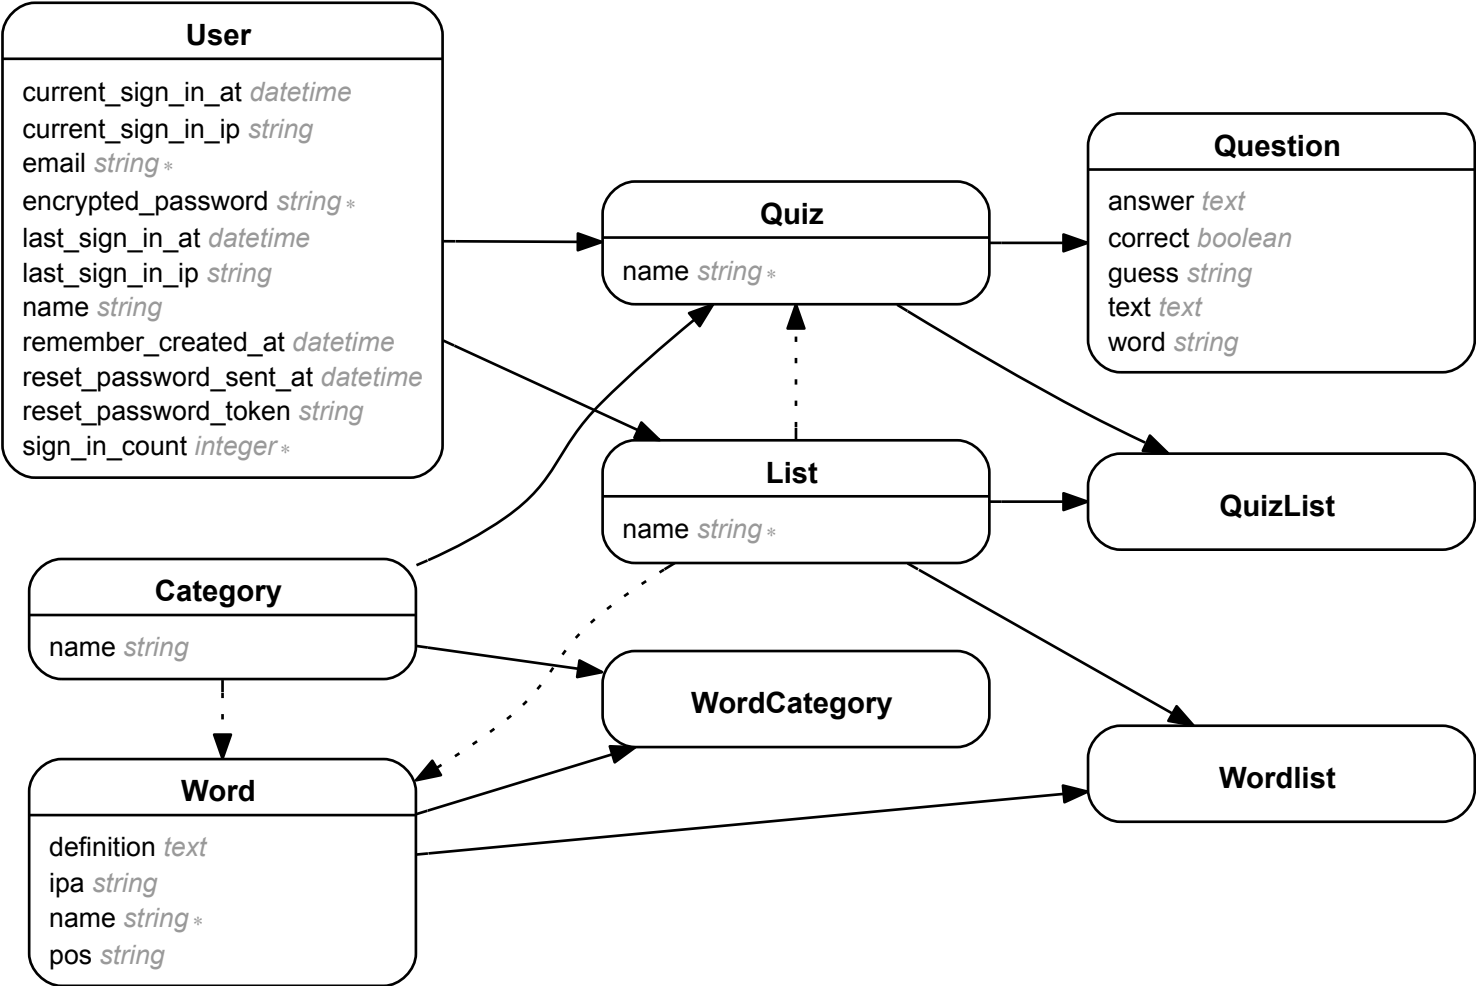 User
current_sign_in_at datetime
current_sign_in_ip string
email string *
encrypted_password string *
last_sign_in_at datetime
last_sign_in_ip string
name string
remember_created_at datetime
reset_password_sent_at datetime
reset_password_token string
sign_in_count integer *
Quiz
name string *
Question
answer text
correct boolean
guess string
text text
word string
List
name string *
QuizList
Category
name string
WordCategory
Wordlist
Word
definition text
ipa string
name string *
pos string